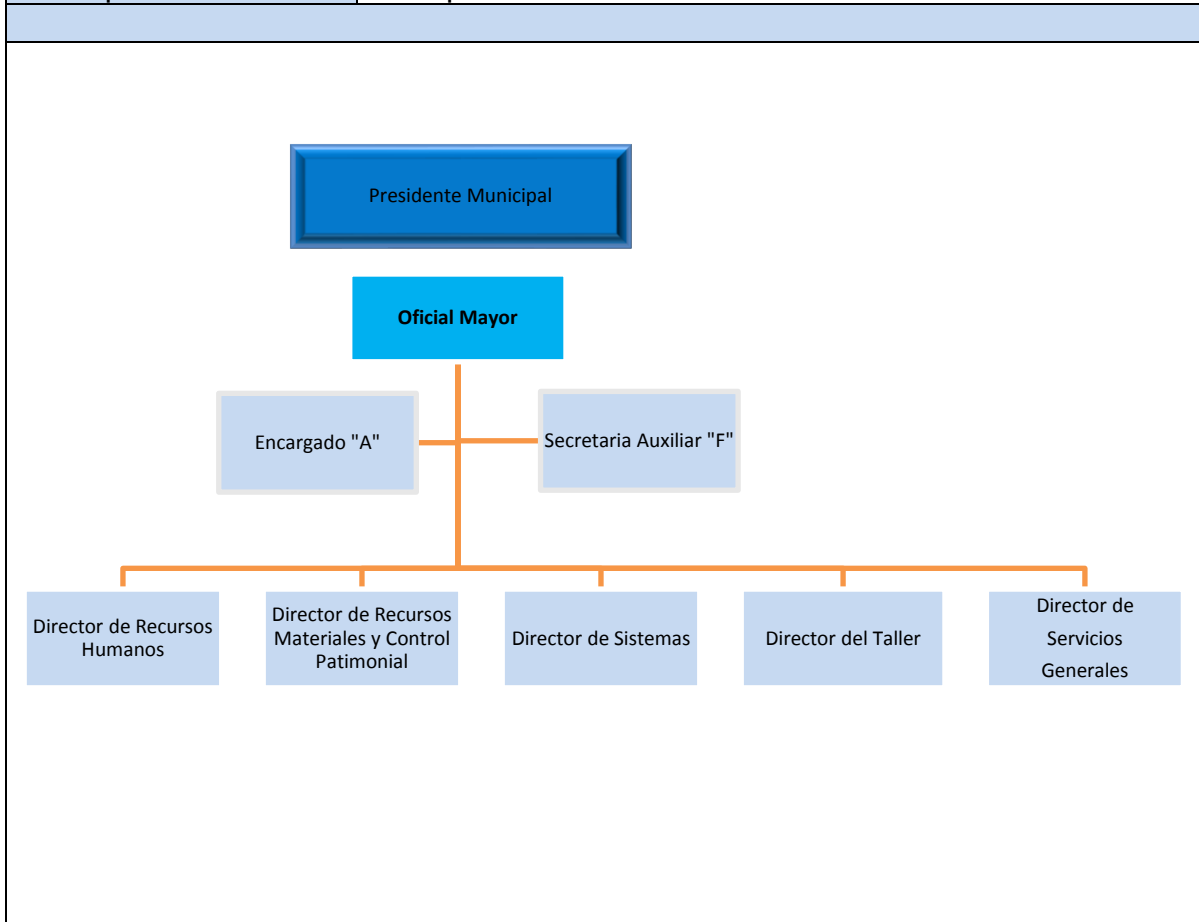 Presidente Municipal
Oficial Mayor
Encargado "A"
Secretaria Auxiliar "F"
Director de Recursos
Humanos
Director de Recursos
Materiales y Control
Patimonial
Director de Sistemas
Director del Taller
Director de
Servicios
Generales